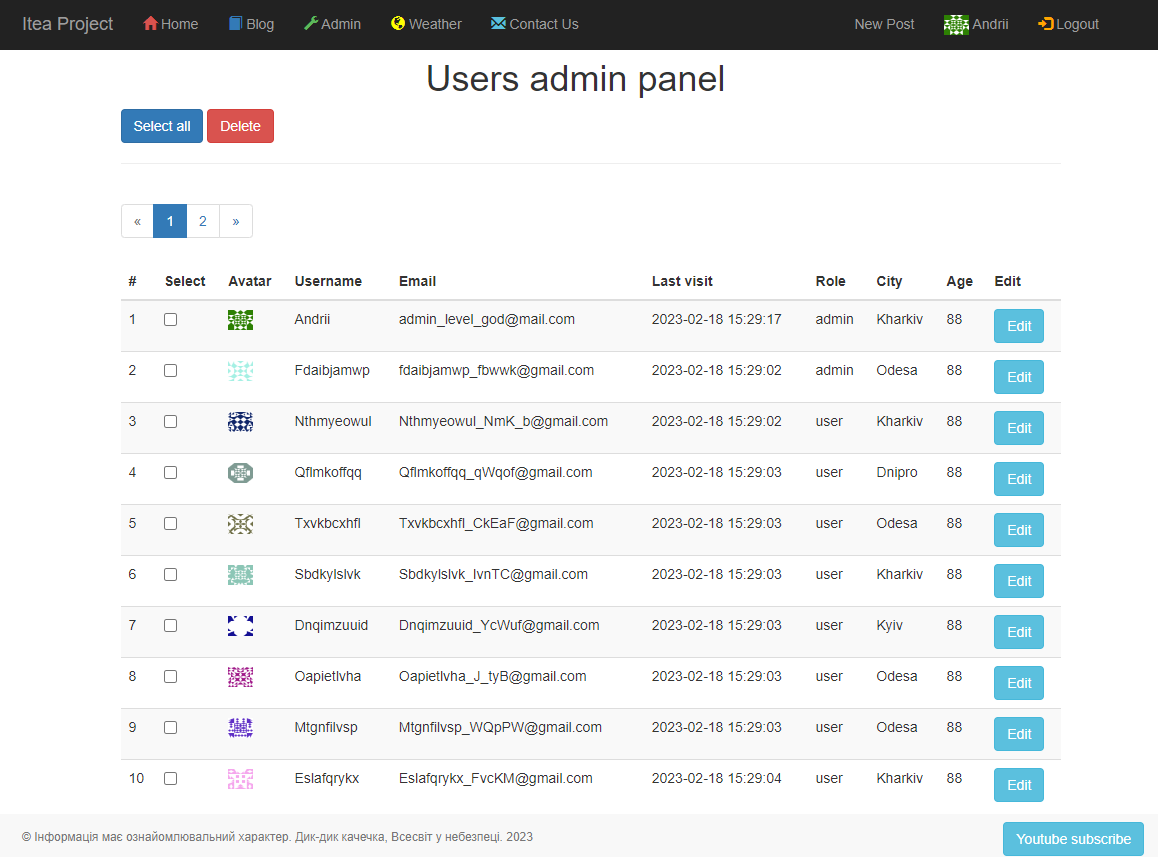 Itea Project Home Blog Admin Weather Contact Us New Post Andrii Logout
Users admin panel
Select all Delete
« 1 2 »
# Select Avatar Username Email Last visit Role City Age Edit
1 Andrii admin_level_god@mail.com 2023-02-18 15:29:17 admin Kharkiv 88 Edit
2 Fdaibjamwp fdaibjamwp_fbwwk@gmail.com 2023-02-18 15:29:02 admin Odesa 88 Edit
3 Nthmyeowul Nthmyeowul_NmK_b@gmail.com 2023-02-18 15:29:02 user Kharkiv 88 Edit
4 Qflmkoffqq Qflmkoffqq_qWqof@gmail.com 2023-02-18 15:29:03 user Dnipro 88 Edit
5 Txvkbcxhfl Txvkbcxhfl_CkEaF@gmail.com 2023-02-18 15:29:03 user Odesa 88 Edit
6 Sbdkylslvk Sbdkylslvk_IvnTC@gmail.com 2023-02-18 15:29:03 user Kharkiv 88 Edit
7 Dnqimzuuid Dnqimzuuid_YcWuf@gmail.com 2023-02-18 15:29:03 user Kyiv 88 Edit
8 Oapietlvha Oapietlvha_J_tyB@gmail.com 2023-02-18 15:29:03 user Odesa 88 Edit
9 Mtgnfilvsp Mtgnfilvsp_WQpPW@gmail.com 2023-02-18 15:29:03 user Odesa 88 Edit
10 Eslafqrykx Eslafqrykx_FvcKM@gmail.com 2023-02-18 15:29:04 user Kharkiv 88 Edit
© Інформація має ознайомлювальний характер. Дик-дик качечка, Всесвіт у небезпеці. 2023 Youtube subscribe